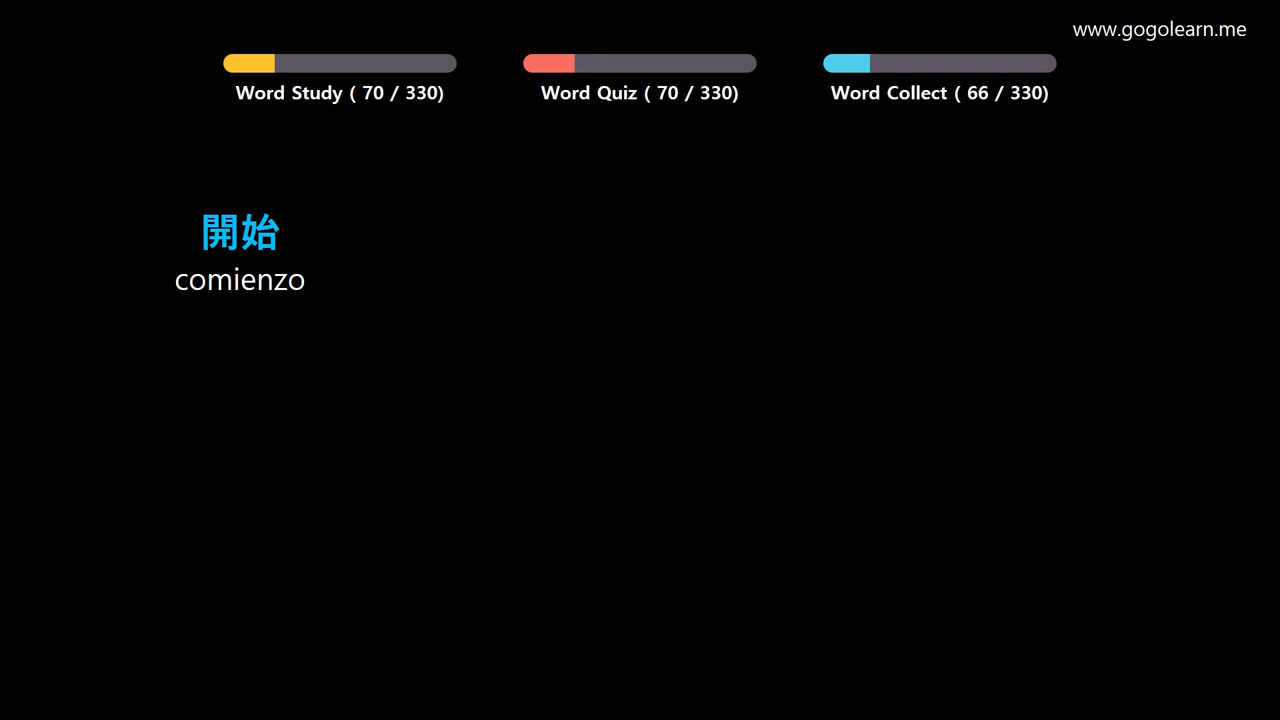 www.gogolearn.me
Word Study ( 70 / 330)
Word Quiz ( 70 / 330)
Word Collect ( 66 / 330)
開始
comienzo